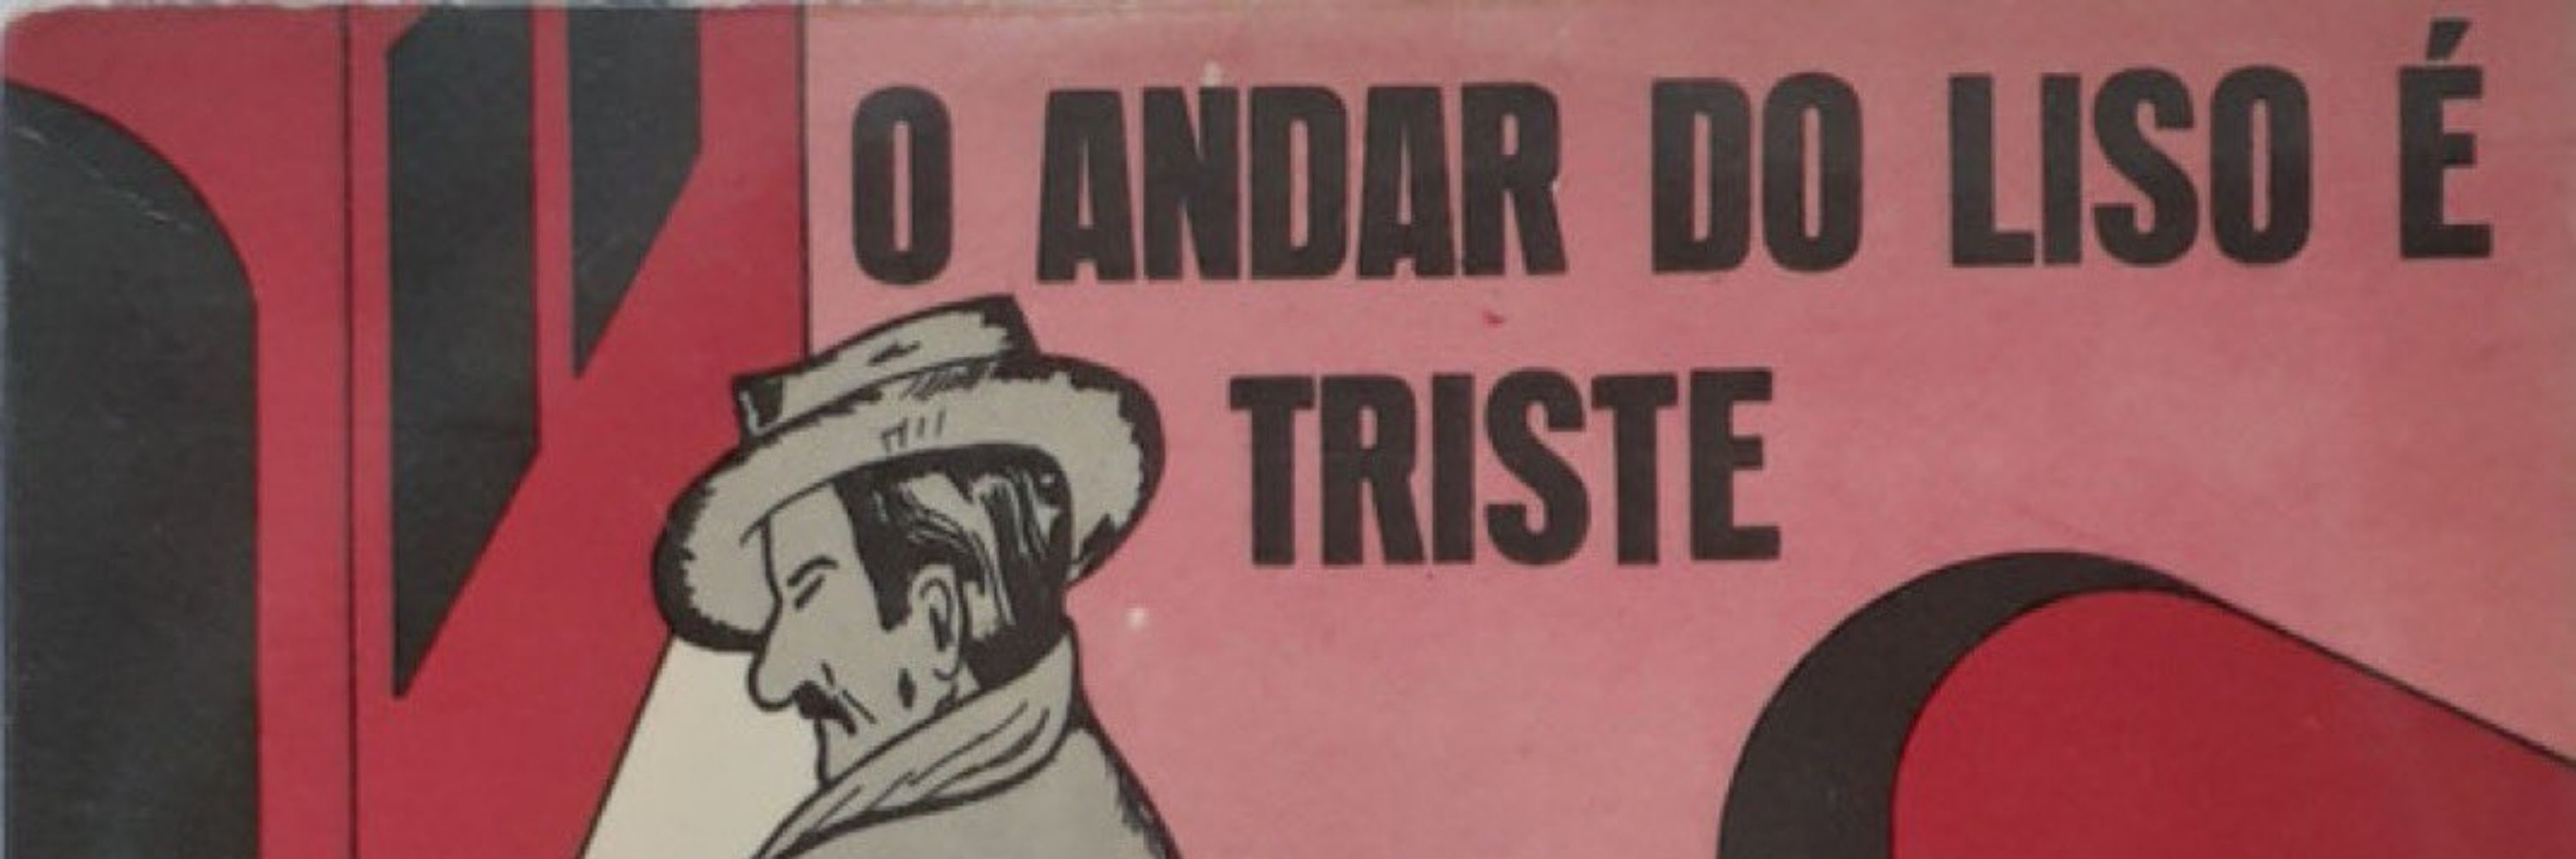 O ANDAR DO LISO É
TRISTE